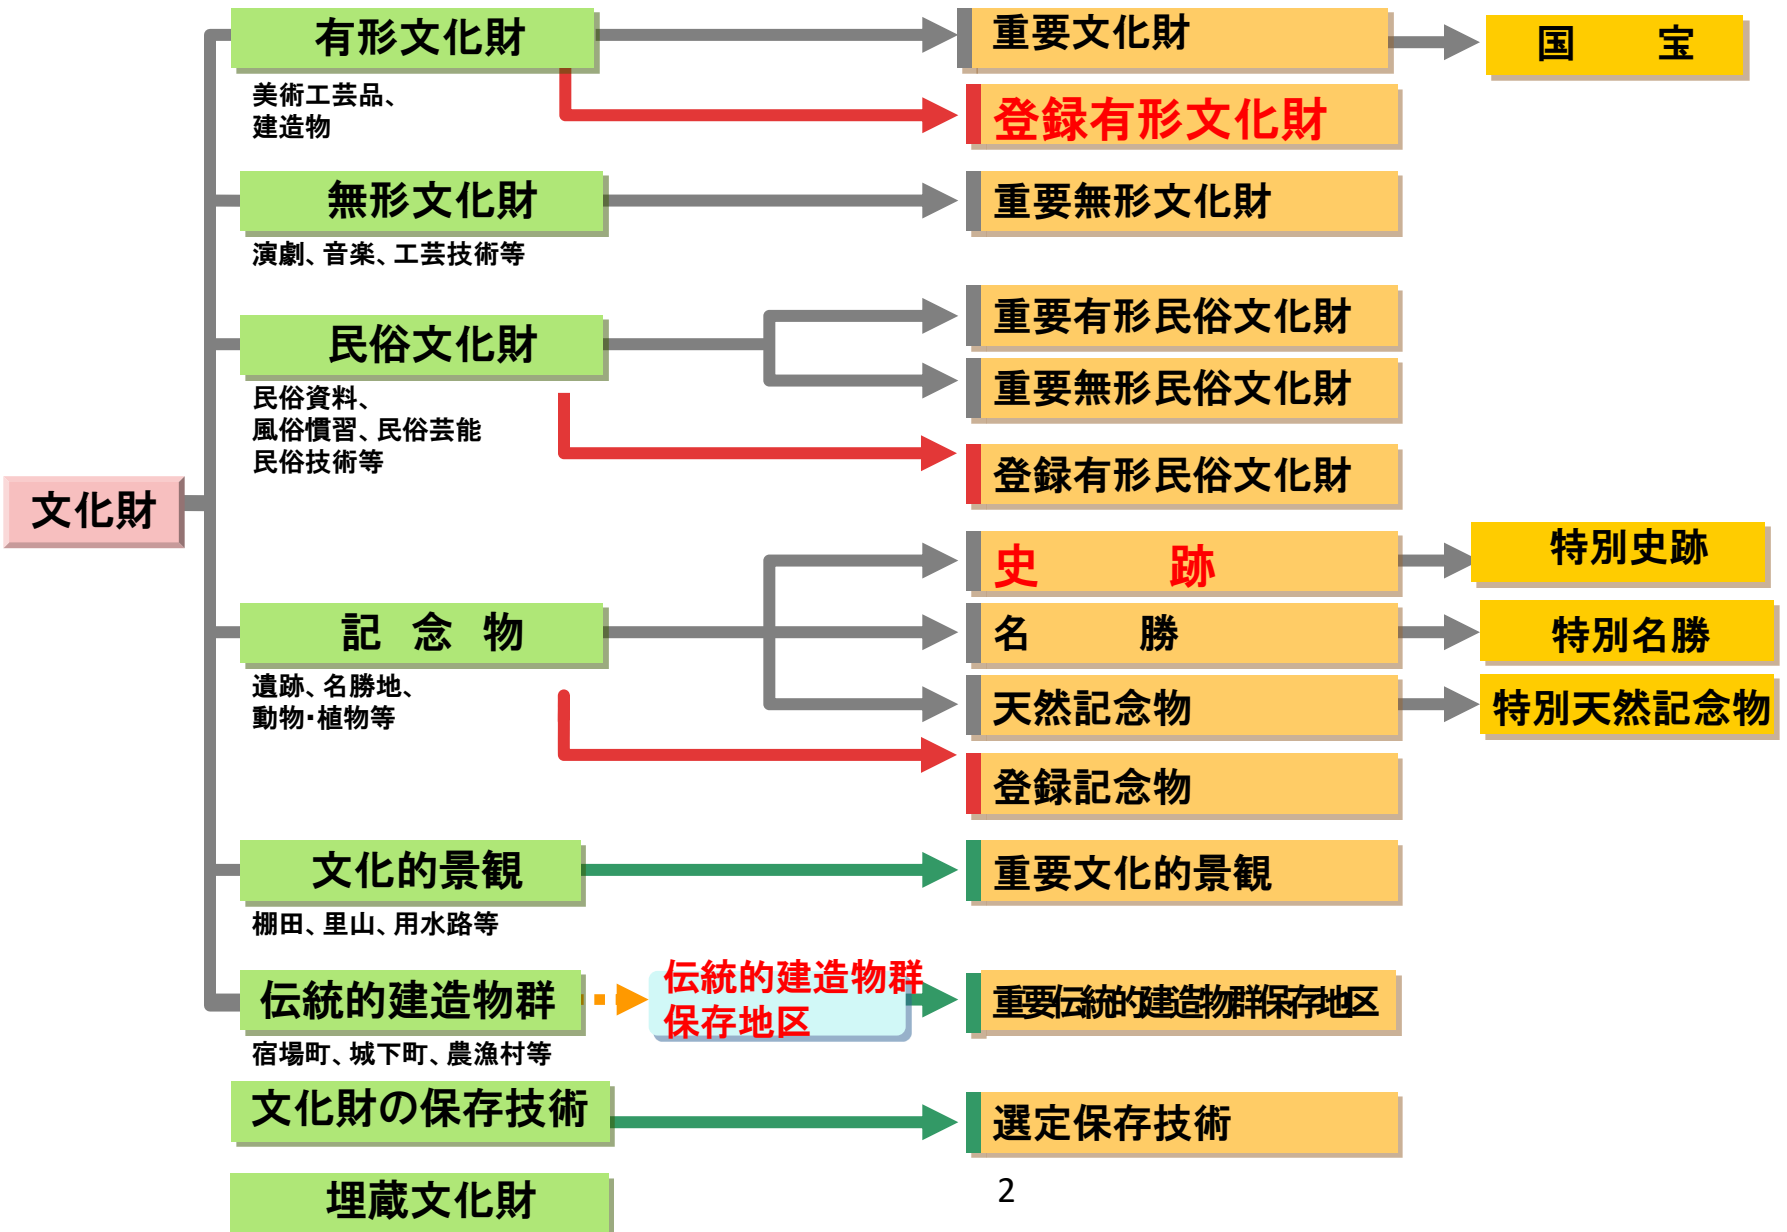 有形文化財
重要文化財
国 宝
美術工芸品、
建造物
登録有形文化財
無形文化財
重要無形文化財
演劇、音楽、工芸技術等
民俗文化財
重要有形民俗文化財
重要無形民俗文化財
民俗資料、
風俗慣習、民俗芸能
民俗技術等
登録有形民俗文化財
文化財
史 跡
特別史跡
記 念 物
名 勝
特別名勝
遺跡、名勝地、
動物・植物等
天然記念物
特別天然記念物
登録記念物
文化的景観
重要文化的景観
棚田、里山、用水路等
伝統的建造物群
伝統的建造物群
保存地区
重要伝統的建造物群保存地区
宿場町、城下町、農漁村等
文化財の保存技術
選定保存技術
埋蔵文化財
2